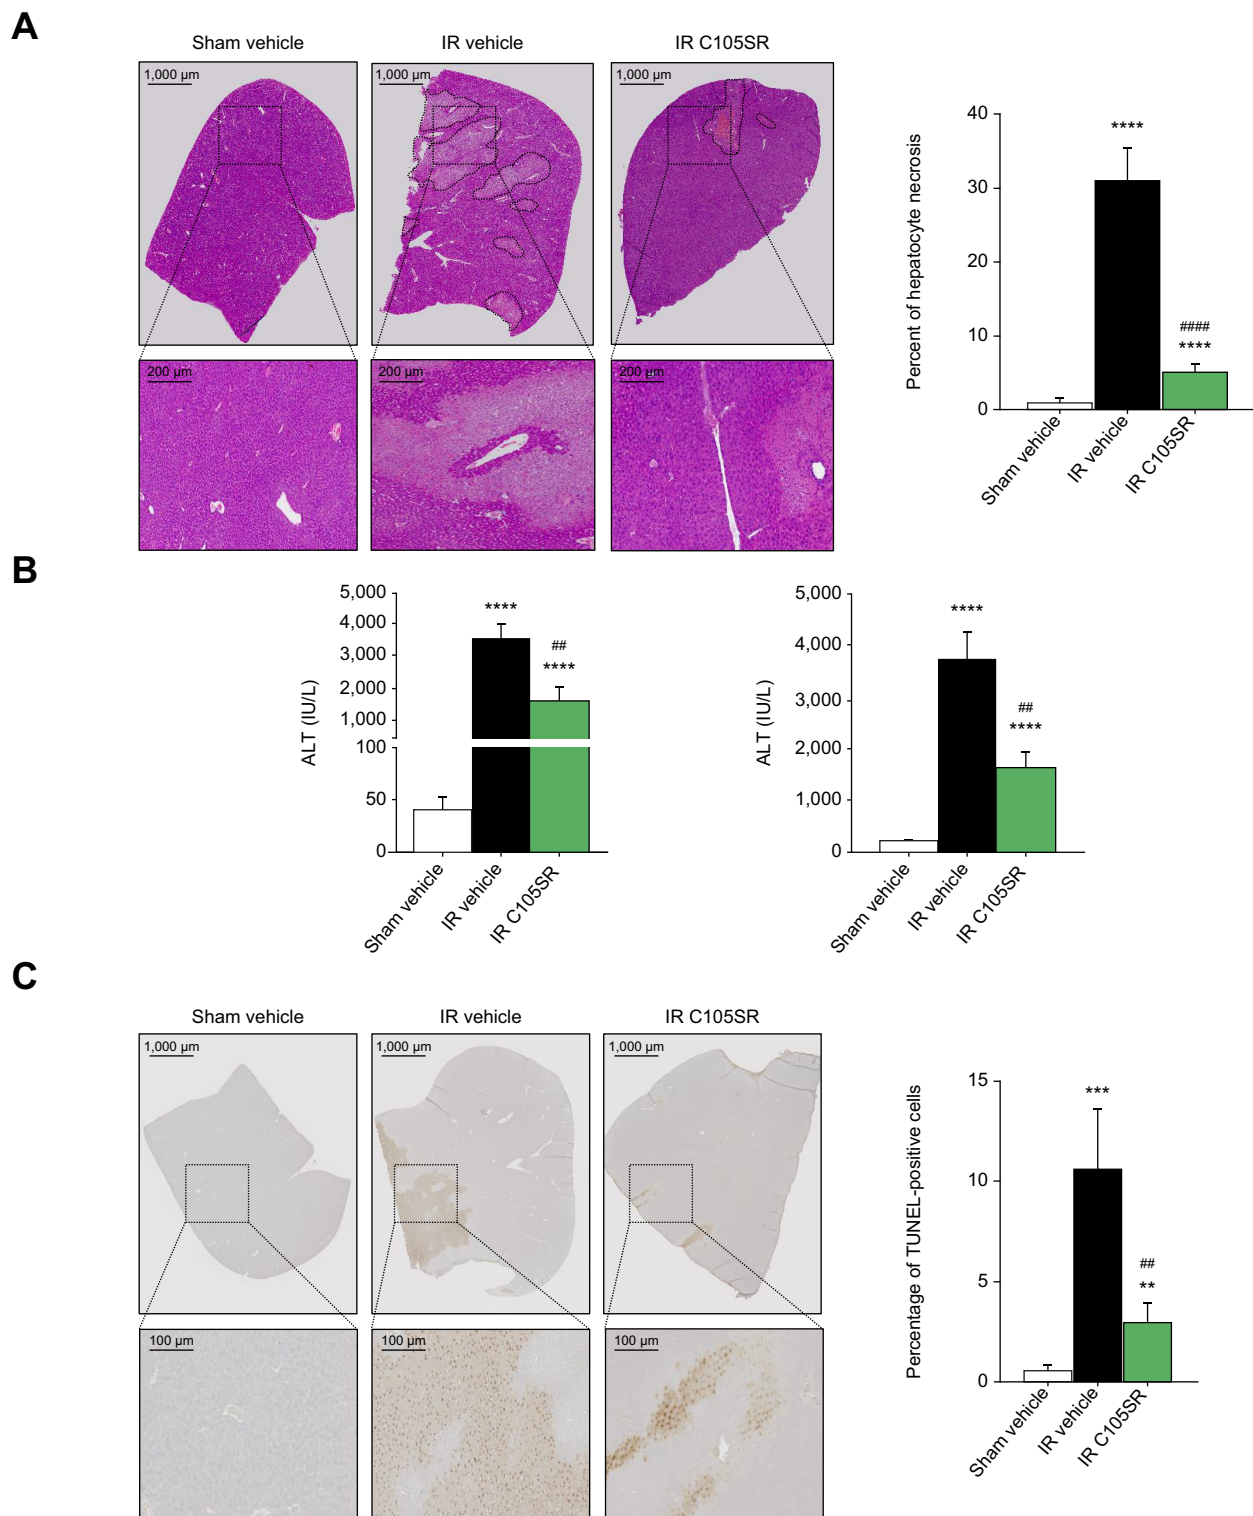 A
Sham vehicle
IR vehicle
IR C105SR
1,000 µm
1,000 µm
1,000 µm
200 µm
200 µm
200 µm
Percent of hepatocyte necrosis
40
30
20
10
0
****
####
****
Sham vehicle
IR vehicle
IR C105SR
B
ALT (IU/L)
5,000
4,000
3,000
2,000
1,000
100
50
0
****
##
****
Sham vehicle
IR vehicle
IR C105SR
ALT (IU/L)
5,000
4,000
3,000
2,000
1,000
0
****
##
****
Sham vehicle
IR vehicle
IR C105SR
C
Sham vehicle
IR vehicle
IR C105SR
1,000 µm
1,000 µm
1,000 µm
100 µm
100 µm
100 µm
Percentage of TUNEL-positive cells
15
10
5
0
***
##
**
Sham vehicle
IR vehicle
IR C105SR